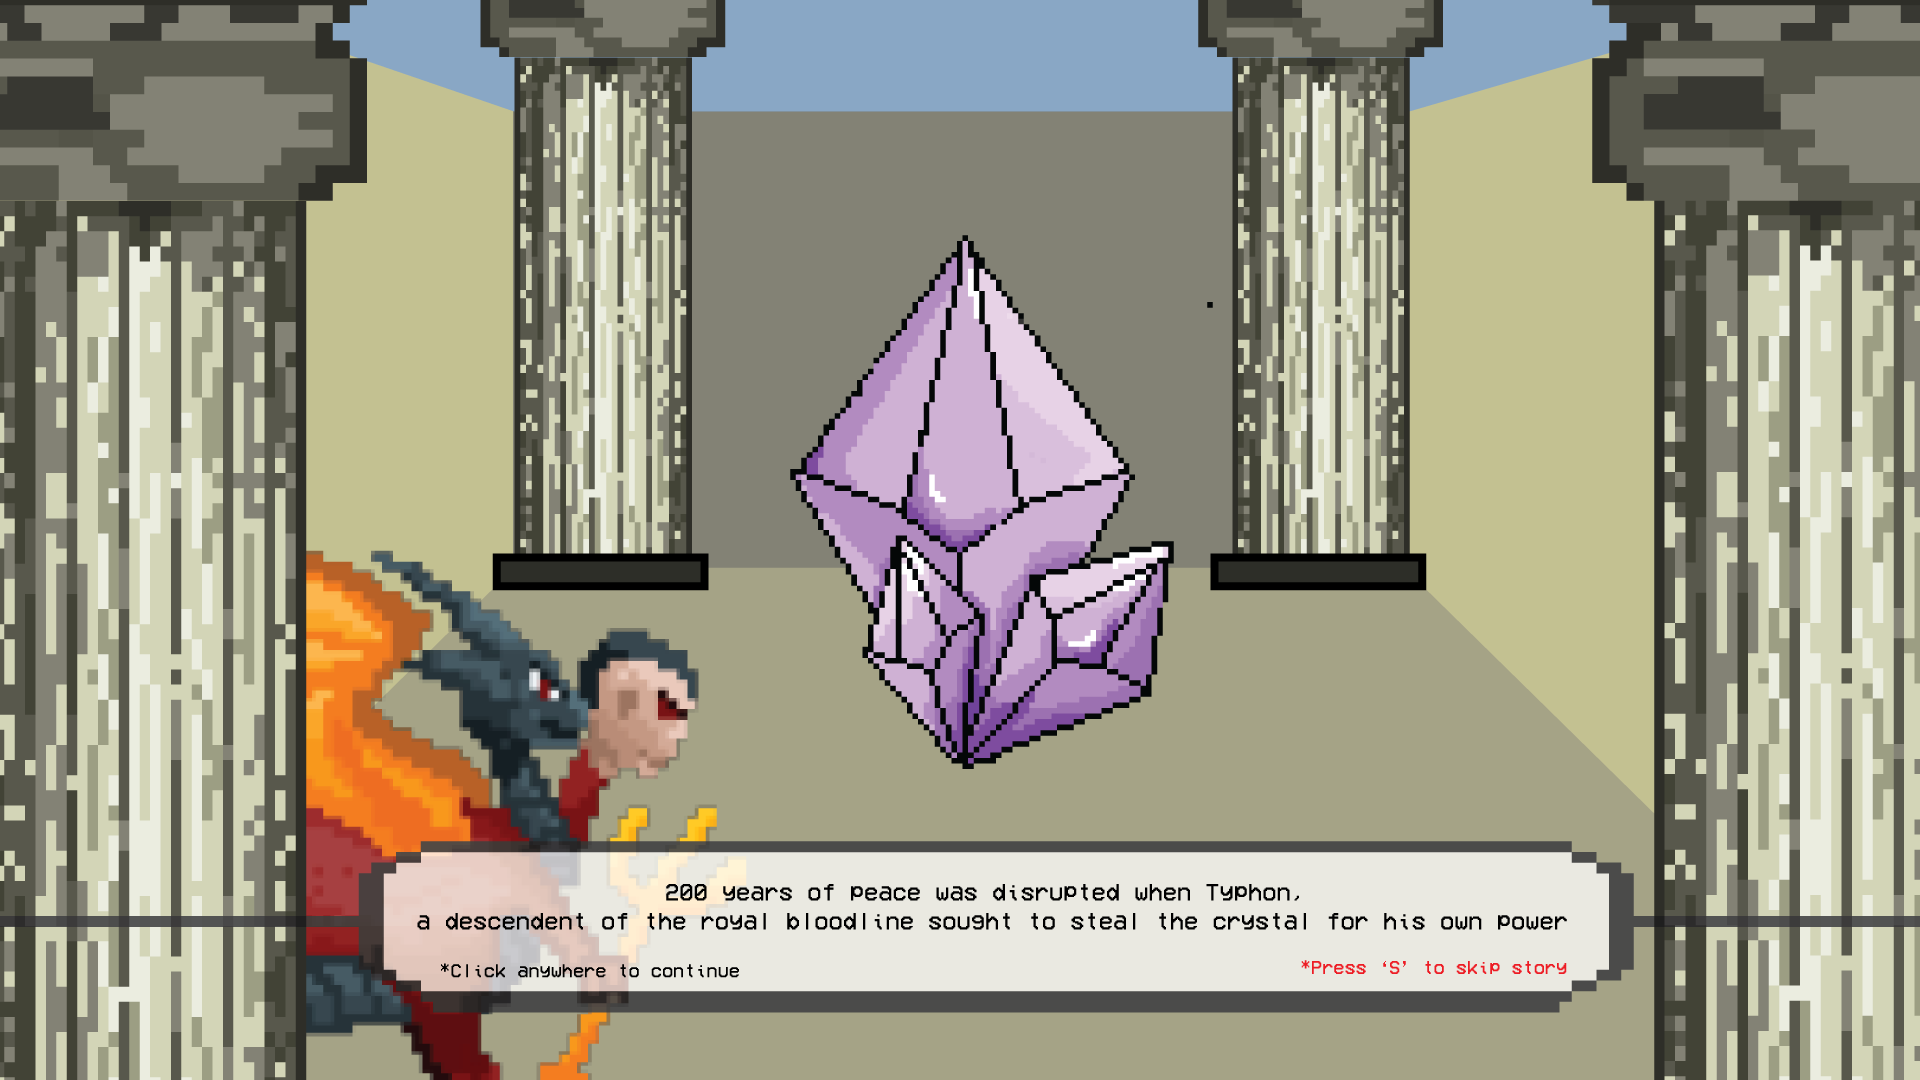 200 years of peace was disrupted when Typhon,
a descendent of the royal bloodline sought to steal the crystal for his own power
*Click anywhere to continue
*Press ‘S’ to skip story